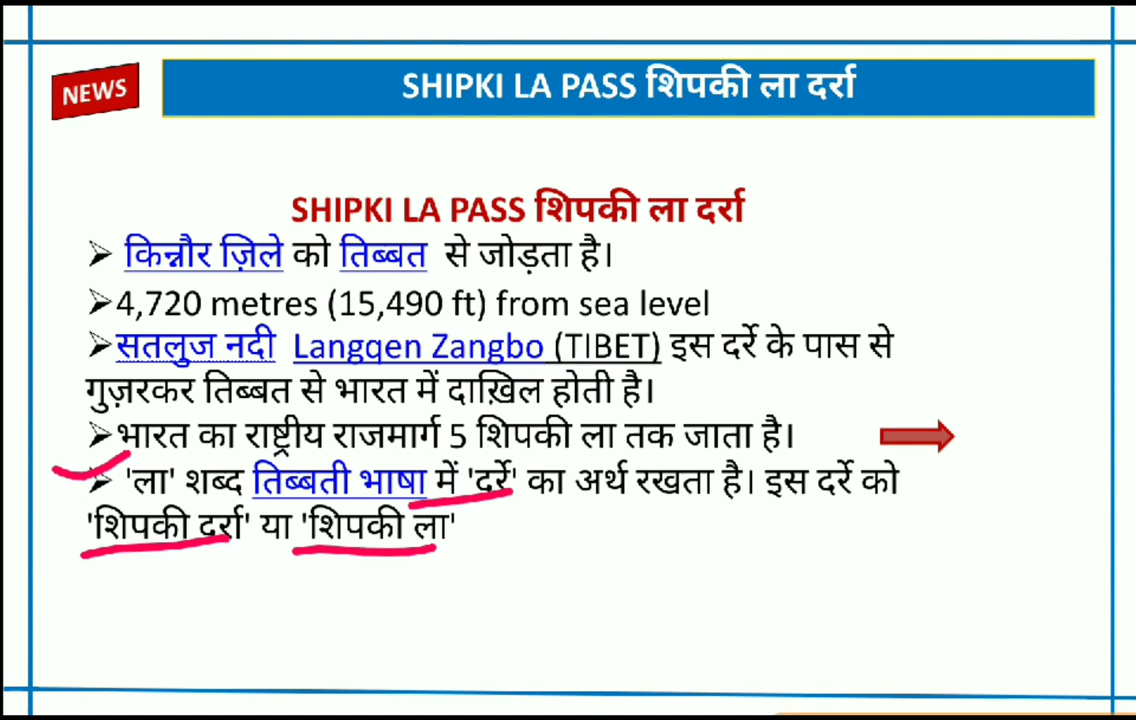 NEWS
SHIPKI LA PASS शिपकी ला दर्रा
SHIPKI LA PASS शिपकी ला दर्रा
➢ किन्नौर ज़िले को तिब्बत से जोड़ता है।
➢4,720 metres (15,490 ft) from sea level
➢सतलुज नदी Langqen Zangbo (TIBET) इस दर्रे के पास से
गुज़रकर तिब्बत से भारत में दाख़िल होती है।
➢भारत का राष्ट्रीय राजमार्ग 5 शिपकी ला तक जाता है।
➢ 'ला' शब्द तिब्बती भाषा में 'दर्रे' का अर्थ रखता है। इस दर्रे को
'शिपकी दर्रा' या 'शिपकी ला'